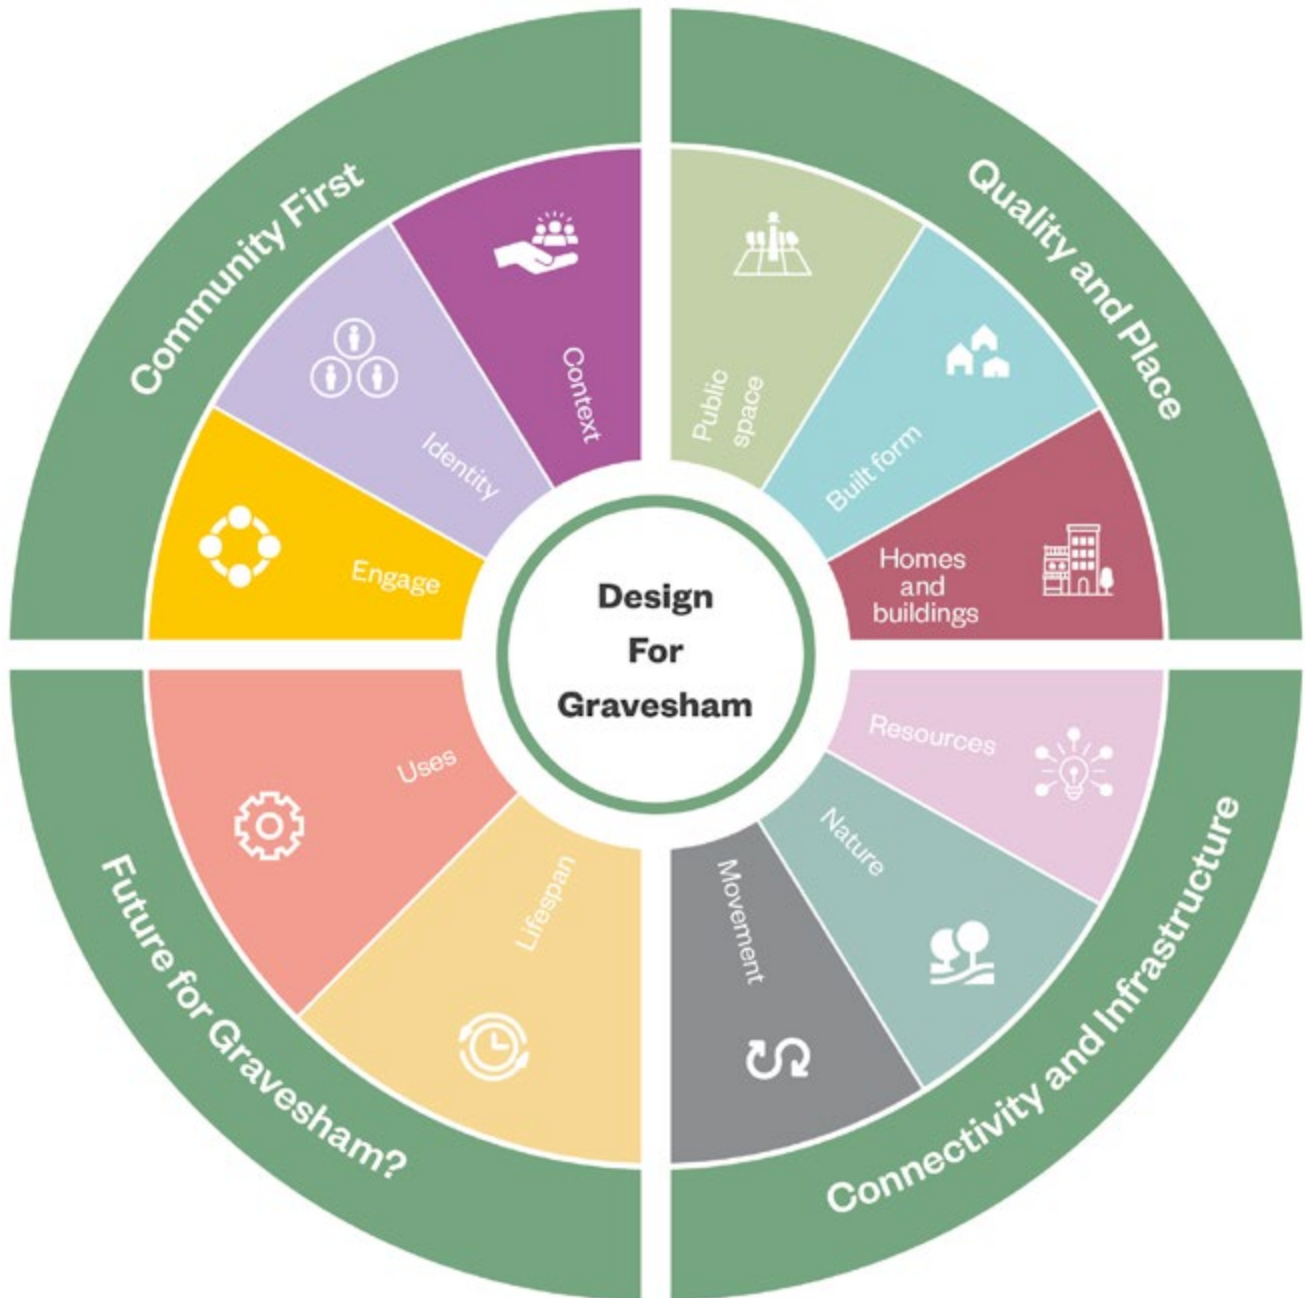 Design
For
Gravesham
Community First
Engage
Identity
Context
Quality and Place
Public
space
Built form
Homes
and
buildings
Connectivity and Infrastructure
Resources
Nature
Movement
Future for Gravesham?
Lifespan
Uses